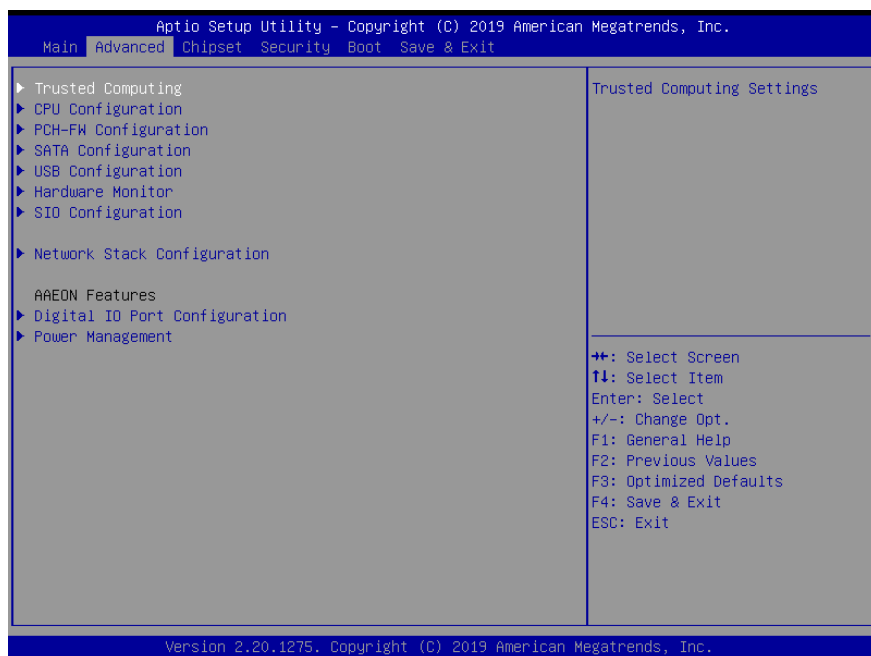 Aptio Setup Utility – Copyright (C) 2019 American Megatrends, Inc.
Main Advanced Chipset Security Boot Save & Exit
Trusted Computing
CPU Configuration
PCH-FW Configuration
SATA Configuration
USB Configuration
Hardware Monitor
SIO Configuration
Network Stack Configuration
AAEON Features
Digital IO Port Configuration
Power Management
Trusted Computing Settings
→←: Select Screen
↑↓: Select Item
Enter: Select
+/-: Change Opt.
F1: General Help
F2: Previous Values
F3: Optimized Defaults
F4: Save & Exit
ESC: Exit
Version 2.20.1275. Copyright (C) 2019 American Megatrends, Inc.